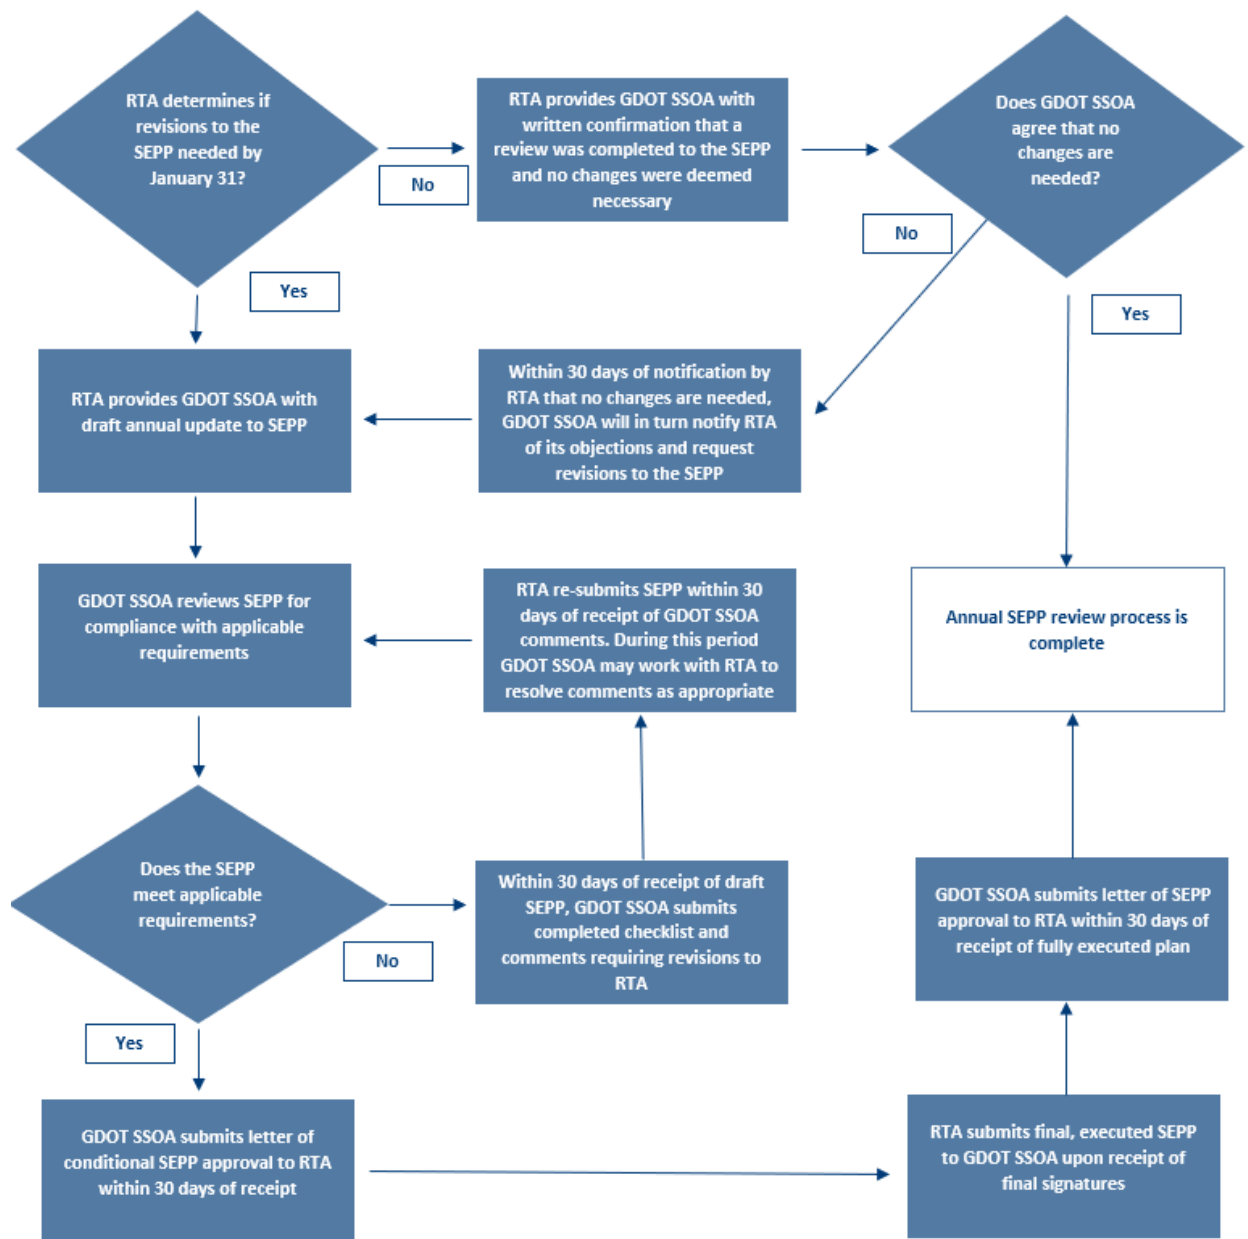 RTA determines if
revisions to the
SEPP needed by
January 31?
No
RTA provides GDOT SSOA with
written confirmation that a
review was completed to the SEPP
and no changes were deemed
necessary
Does GDOT SSOA
agree that no
changes are
needed?
No
Yes
Yes
RTA provides GDOT SSOA with
draft annual update to SEPP
Within 30 days of notification by
RTA that no changes are needed,
GDOT SSOA will in turn notify RTA
of its objections and request
revisions to the SEPP
GDOT SSOA reviews SEPP for
compliance with applicable
requirements
RTA re-submits SEPP within 30
days of receipt of GDOT SSOA
comments. During this period
GDOT SSOA may work with RTA to
resolve comments as appropriate
Annual SEPP review process is
complete
Does the SEPP
meet applicable
requirements?
No
Within 30 days of receipt of draft
SEPP, GDOT SSOA submits
completed checklist and
comments requiring revisions to
RTA
GDOT SSOA submits letter of SEPP
approval to RTA within 30 days of
receipt of fully executed plan
Yes
GDOT SSOA submits letter of
conditional SEPP approval to RTA
within 30 days of receipt
RTA submits final, executed SEPP
to GDOT SSOA upon receipt of
final signatures